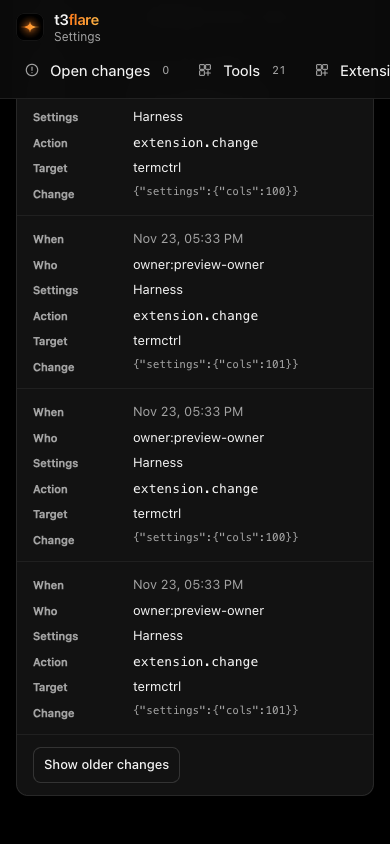 t3flare
Settings
Open changes 0 Tools 21 Extensi
Settings Harness
Action extension.change
Target termctrl
Change {"settings":{"cols":100}}
When Nov 23, 05:33 PM
Who owner:preview-owner
Settings Harness
Action extension.change
Target termctrl
Change {"settings":{"cols":101}}
When Nov 23, 05:33 PM
Who owner:preview-owner
Settings Harness
Action extension.change
Target termctrl
Change {"settings":{"cols":100}}
When Nov 23, 05:33 PM
Who owner:preview-owner
Settings Harness
Action extension.change
Target termctrl
Change {"settings":{"cols":101}}
Show older changes